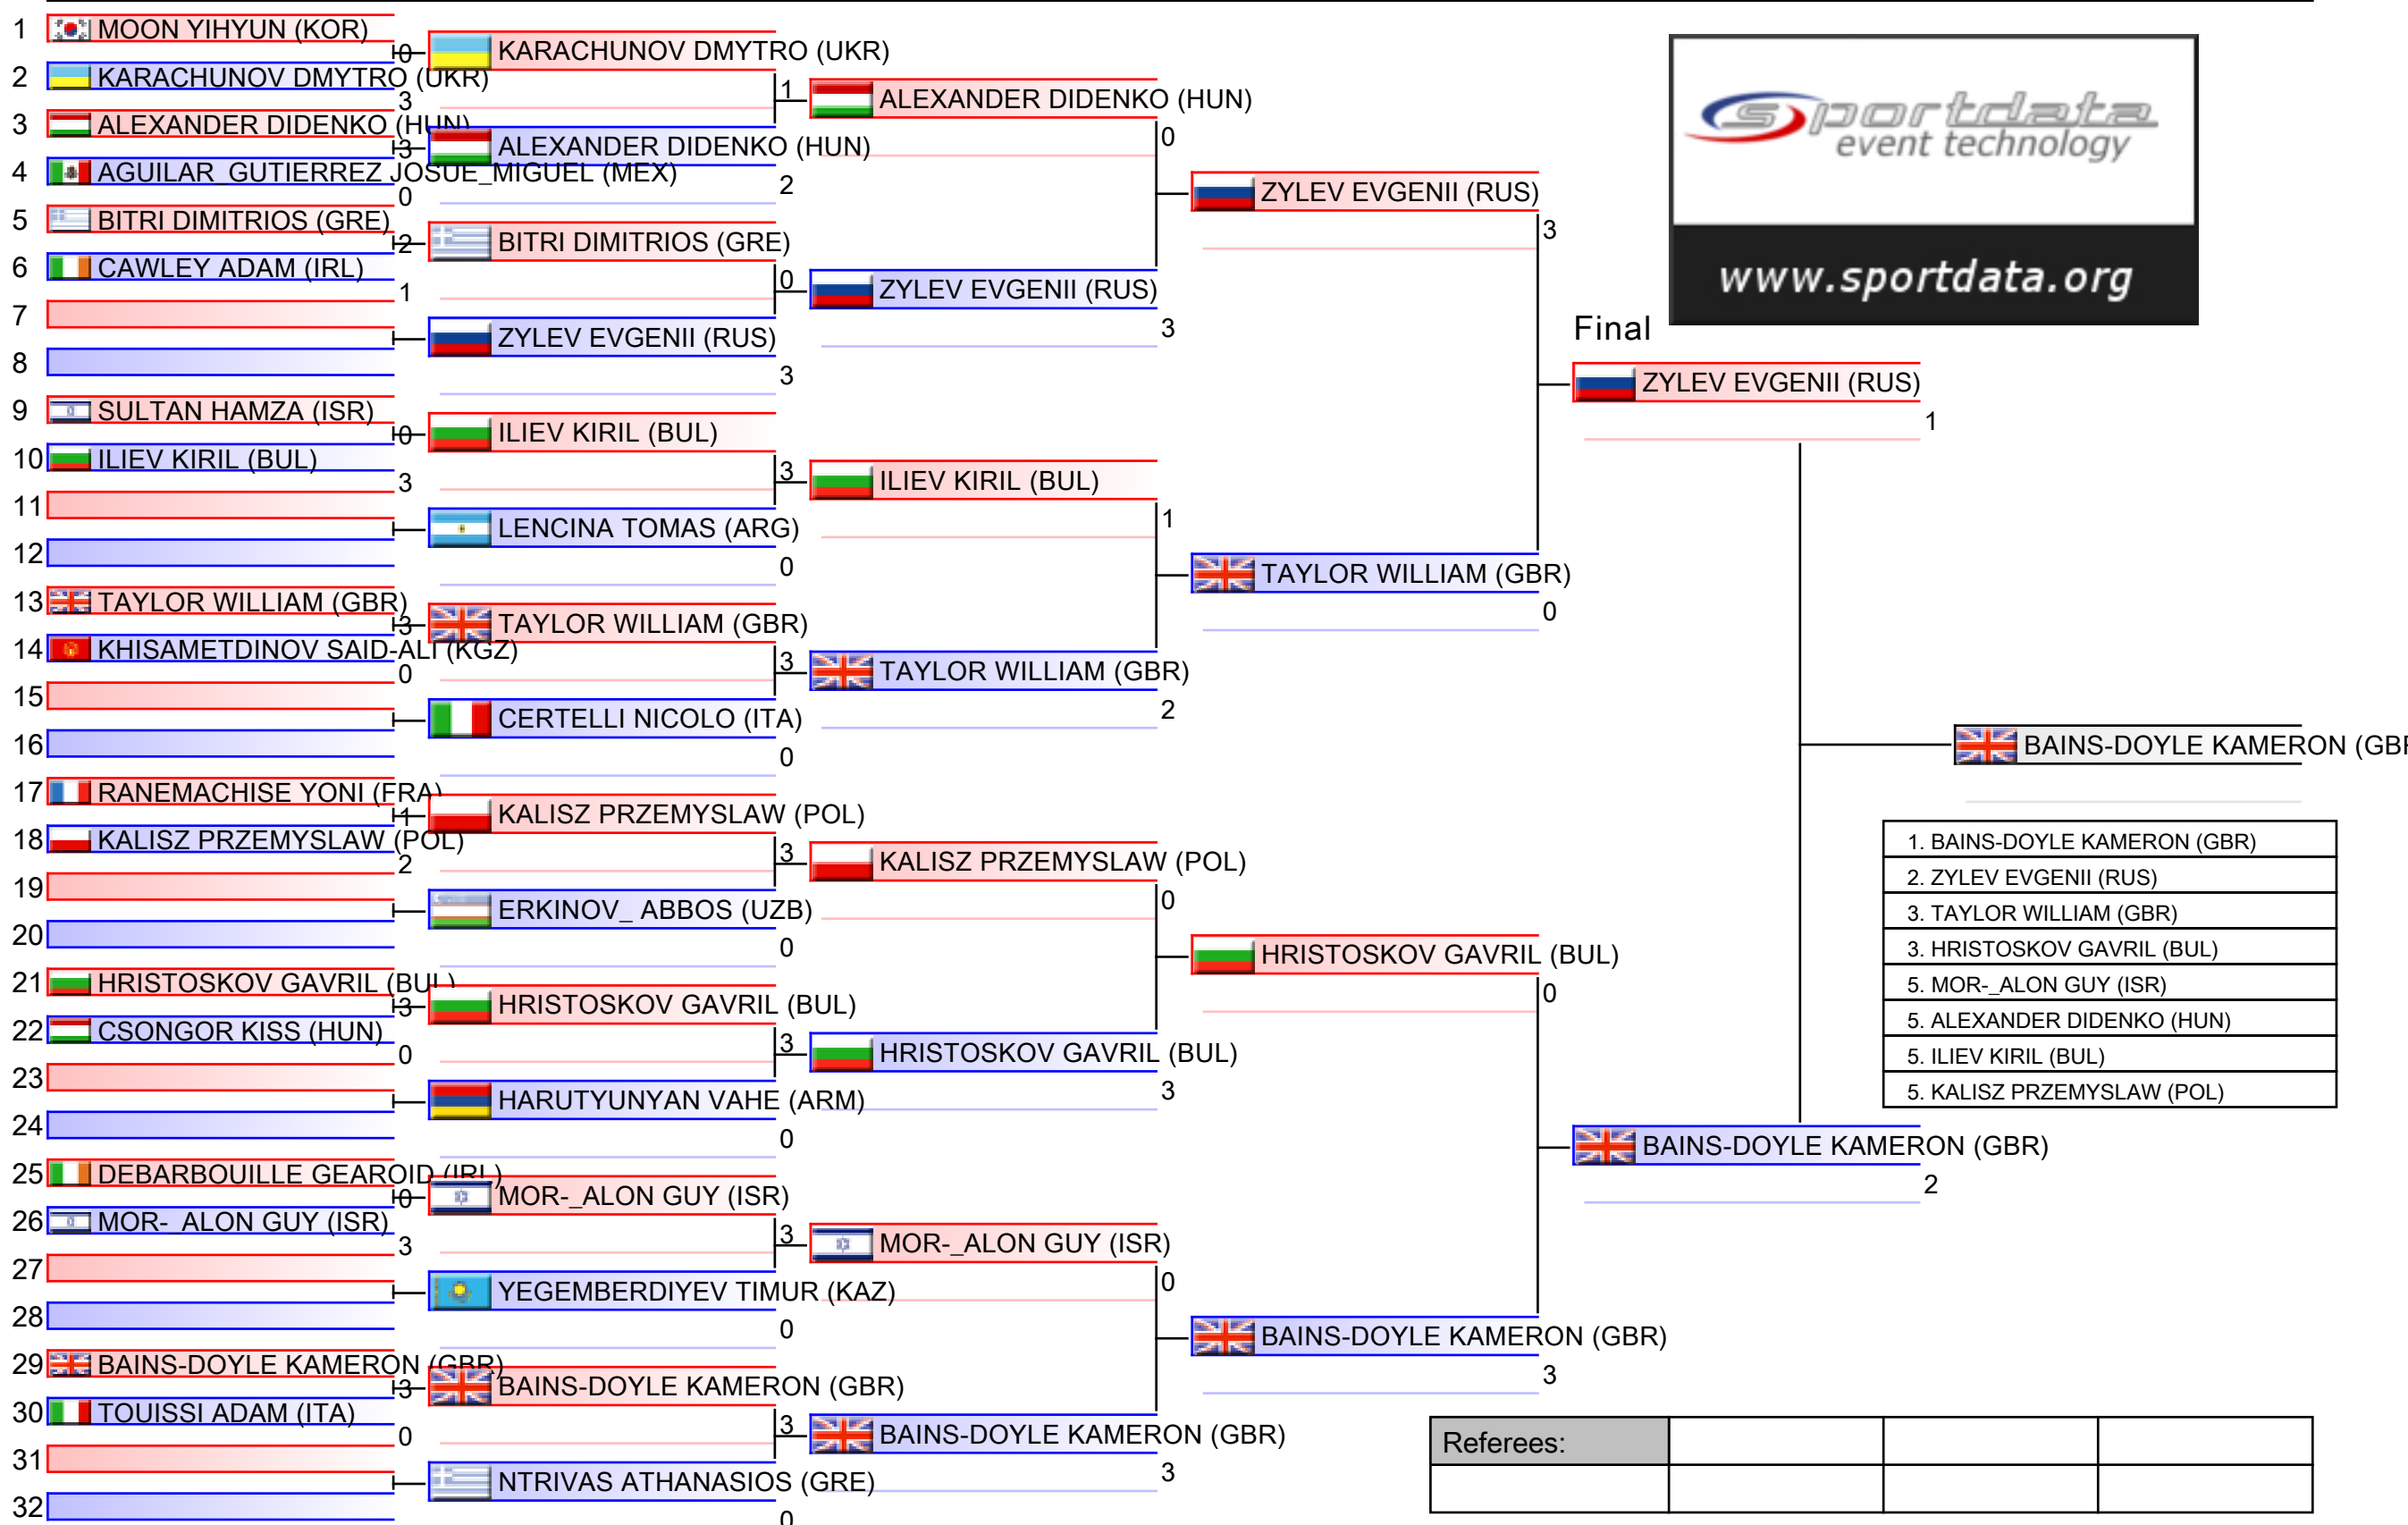 1 MOON YIHYUN (KOR)
0
2 KARACHUNOV DMYTRO (UKR)
3
3 ALEXANDER DIDENKO (HUN)
3
4 AGUILAR_GUTIERREZ JOSUE_MIGUEL (MEX)
0
5 BITRI DIMITRIOS (GRE)
2
6 CAWLEY ADAM (IRL)
1
7
8
9 SULTAN HAMZA (ISR)
0
10 ILIEV KIRIL (BUL)
3
11
12
13 TAYLOR WILLIAM (GBR)
3
14 KHISAMETDINOV SAID-ALI (KGZ)
0
15
16
17 RANEMACHISE YONI (FRA)
1
18 KALISZ PRZEMYSLAW (POL)
2
19
20
21 HRISTOSKOV GAVRIL (BUL)
3
22 CSONGOR KISS (HUN)
0
23
24
25 DEBARBOUILLE GEAROID (IRL)
0
26 MOR-_ALON GUY (ISR)
3
27
28
29 BAINS-DOYLE KAMERON (GBR)
3
30 TOUISSI ADAM (ITA)
0
31
32
KARACHUNOV DMYTRO (UKR)
1
ALEXANDER DIDENKO (HUN)
2
BITRI DIMITRIOS (GRE)
0
ZYLEV EVGENII (RUS)
3
ILIEV KIRIL (BUL)
3
LENCINA TOMAS (ARG)
0
TAYLOR WILLIAM (GBR)
3
CERTELLI NICOLO (ITA)
0
KALISZ PRZEMYSLAW (POL)
3
ERKINOV_ ABBOS (UZB)
0
HRISTOSKOV GAVRIL (BUL)
3
HARUTYUNYAN VAHE (ARM)
0
MOR-_ALON GUY (ISR)
3
YEGEMBERDIYEV TIMUR (KAZ)
0
BAINS-DOYLE KAMERON (GBR)
3
NTRIVAS ATHANASIOS (GRE)
0
ALEXANDER DIDENKO (HUN)
0
ZYLEV EVGENII (RUS)
3
ILIEV KIRIL (BUL)
1
TAYLOR WILLIAM (GBR)
2
KALISZ PRZEMYSLAW (POL)
0
HRISTOSKOV GAVRIL (BUL)
3
MOR-_ALON GUY (ISR)
0
BAINS-DOYLE KAMERON (GBR)
3
ZYLEV EVGENII (RUS)
3
TAYLOR WILLIAM (GBR)
0
HRISTOSKOV GAVRIL (BUL)
0
BAINS-DOYLE KAMERON (GBR)
3
sportdata
event technology
www.sportdata.org
Final
ZYLEV EVGENII (RUS)
1
BAINS-DOYLE KAMERON (GBR)
2
BAINS-DOYLE KAMERON (GB
1. BAINS-DOYLE KAMERON (GBR)
2. ZYLEV EVGENII (RUS)
3. TAYLOR WILLIAM (GBR)
3. HRISTOSKOV GAVRIL (BUL)
5. MOR-_ALON GUY (ISR)
5. ALEXANDER DIDENKO (HUN)
5. ILIEV KIRIL (BUL)
5. KALISZ PRZEMYSLAW (POL)
Referees: